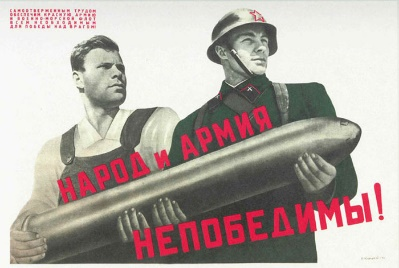 САМООТВЕРЖЕННЫМ ТРУДОМ
ОБЕСПЕЧИМ КРАСНУЮ АРМИЮ
И ВОЕННО-МОРСКОЙ ФЛОТ
ВСЕМ НЕОБХОДИМЫМ
ДЛЯ ПОБЕДЫ НАД ВРАГОМ!
НАРОД и АРМИЯ
НЕПОБЕДИМЫ!